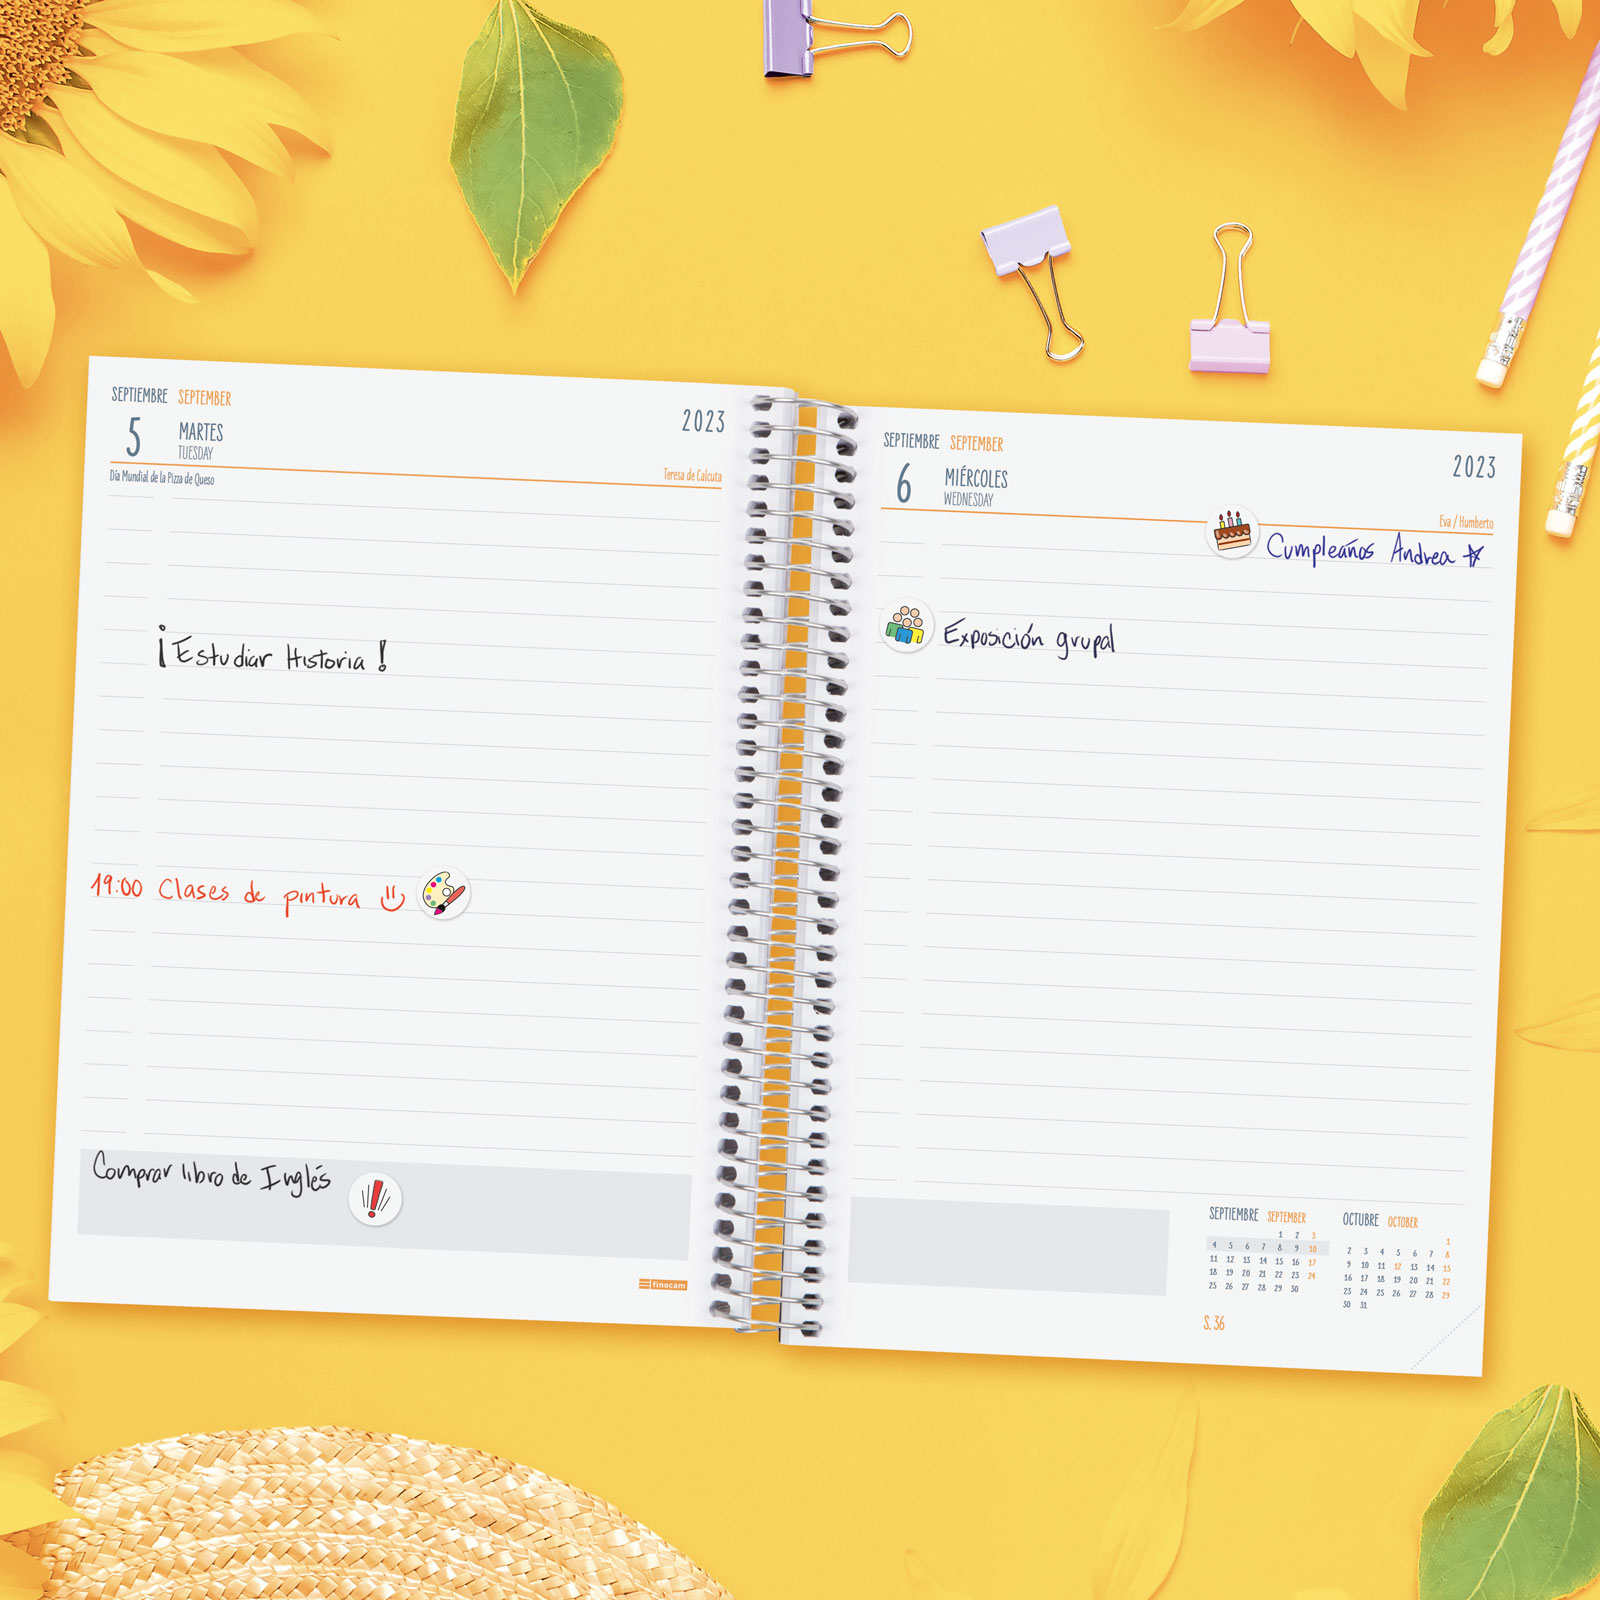 SEPTIEMBRE SEPTEMBER
5 MARTES 2023
TUESDAY
Día Mundial de la Pizza de Queso Teresa de Calcuta
¡Estudiar Historia!
19:00 Clases de pintura
Comprar libro de Inglés
finocam
SEPTIEMBRE SEPTEMBER
6 MIÉRCOLES 2023
WEDNESDAY
Eva / Humberto
Cumpleaños Andrea
Exposición grupal
SEPTIEMBRE SEPTEMBER
1 2 3
4 5 6 7 8 9 10
11 12 13 14 15 16 17
18 19 20 21 22 23 24
25 26 27 28 29 30
OCTUBRE OCTOBER
1
2 3 4 5 6 7 8
9 10 11 12 13 14 15
16 17 18 19 20 21 22
23 24 25 26 27 28 29
30 31
S. 36